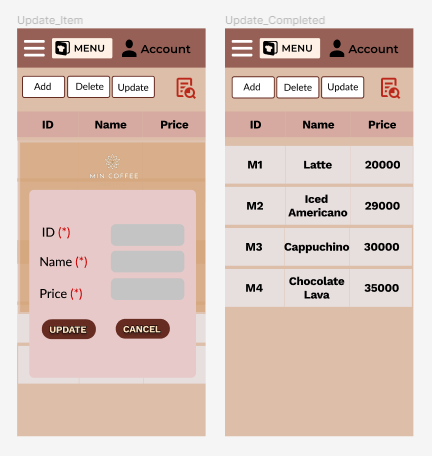 Update_Item
MENU
Account
Add
Delete
Update
ID
Name
Price
MIN COFFEE
ID (*)
Name (*)
Price (*)
UPDATE
CANCEL
Update_Completed
MENU
Account
Add
Delete
Update
ID
Name
Price
M1
Latte
20000
M2
Iced
Americano
29000
M3
Cappuchino
30000
M4
Chocolate
Lava
35000